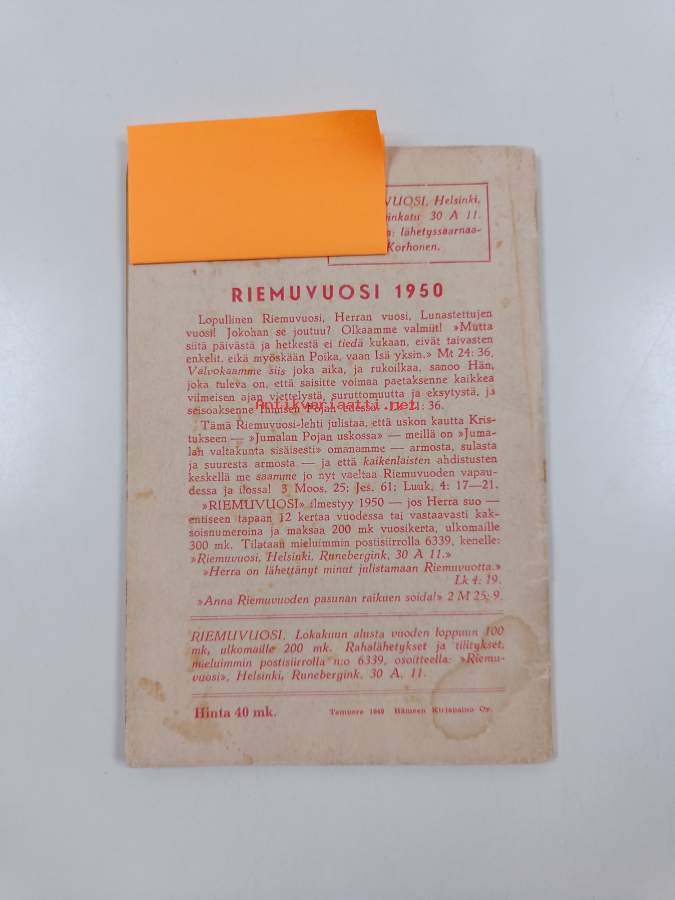 VUOSI, Helsinki,
inkatu 30 A 11.
a: lähetyssaarnaa-
Korhonen.
RIEMUVUOSI 1950
Lopullinen Riemuvuosi, Herran vuosi, Lunastettujen
vuosi! Jokohan se joutuu? Olkaamme valmiit! »Mutta
siitä päivästä ja hetkestä ei tiedä kukaan, eivät taivasten
enkelit, eikä myöskään Poika, vaan Isä yksin.» Mt 24: 36.
Valvokaamme siis joka aika, ja rukoilkaa, sanoo Hän,
joka tuleva on, että saisitte voimaa paetaksenne kaikkea
viimeisen ajan viettelystä, suruttomuutta ja eksytystä, ja
seisoaksenne Ihmisen Pojan edessä. Lk 21: 36.
Antikvariaatti.net
Tämä Riemuvuosi-lehti julistaa, että uskon kautta Kris-
tukseen — »Jumalan Pojan uskossa» — meillä on »Juma-
lan valtakunta sisäisesti» omanamme — armosta, sulasta
ja suuresta armosta — ja että kaikenlaisten ahdistusten
keskellä me saamme jo nyt vaeltaa Riemuvuoden vapau-
dessa ja ilossa! 3 Moos. 25; Jes. 61; Luuk. 4: 17—21.
»RIEMUVUOSI» ilmestyy 1950 — jos Herra suo —
entiseen tapaan 12 kertaa vuodessa tai vastaavasti kak-
soisnumeroina ja maksaa 200 mk vuosikerta, ulkomaille
300 mk. Tilataan mieluimmin postisiirrolla 6339, kenelle:
»Riemuvuosi, Helsinki, Runebergink. 30 A 11.»
»Herra on lähettänyt minut julistamaan Riemuvuotta.»
Lk 4: 19.
»Anna Riemuvuoden pasunan raikuen soida!» 2 M 25: 9.
RIEMUVUOSI. Lokakuun alusta vuoden loppuun 100
mk, ulkomaille 200 mk. Rahalähetykset ja tilitykset,
mieluimmin postisiirrolla n:o 6339, osoitteella: »Riemu-
vuosi», Helsinki, Runebergink. 30 A. 11.
Hinta 40 mk.
Tampere 1949 Hämeen Kirjapaino Oy.